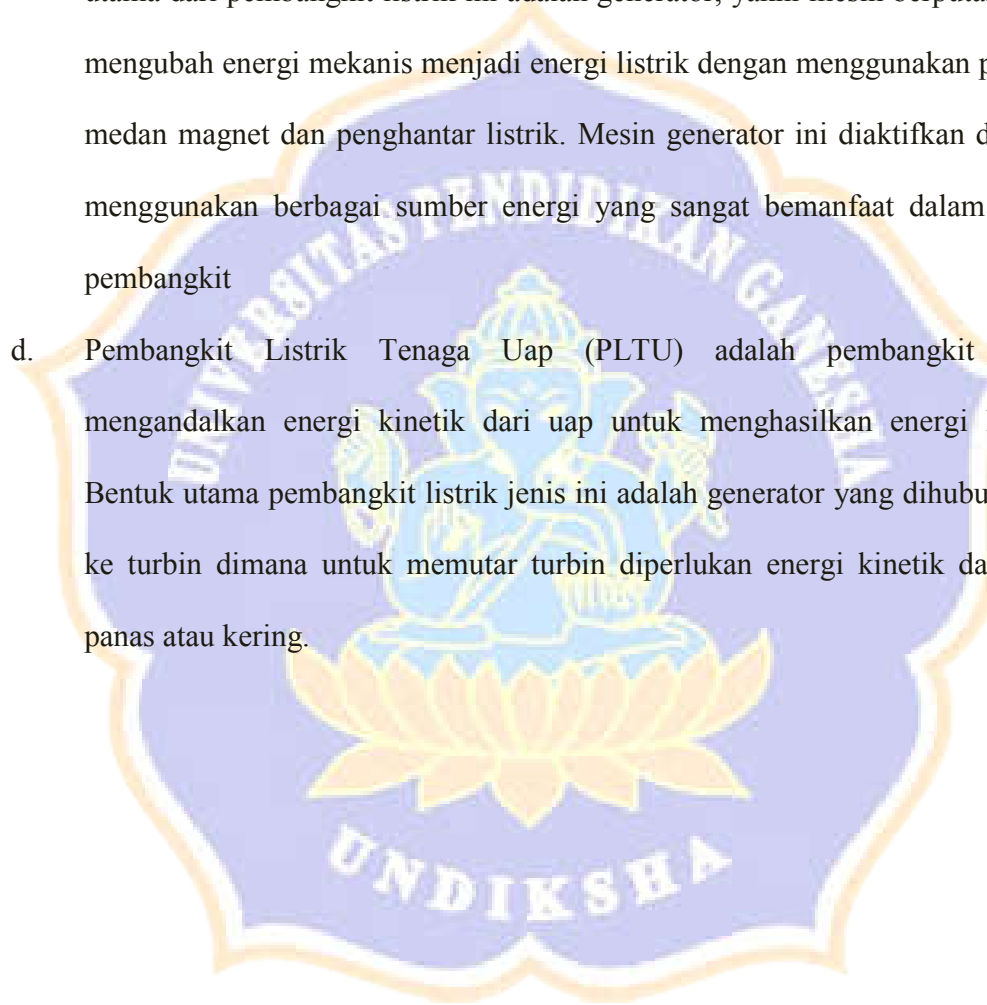 utama dari pembangkit listrik ini adalah generator, yakni mesin berputar
mengubah energi mekanis menjadi energi listrik dengan menggunakan
medan magnet dan penghantar listrik. Mesin generator ini diaktifkan
menggunakan berbagai sumber energi yang sangat bemanfaat dalam
pembangkit
d. Pembangkit Listrik Tenaga Uap (PLTU) adalah pembangkit
mengandalkan energi kinetik dari uap untuk menghasilkan energi
Bentuk utama pembangkit listrik jenis ini adalah generator yang
ke turbin dimana untuk memutar turbin diperlukan energi kinetik
panas atau kering.
UNIVERSITAS PENDIDIKAN GANESHA
UNDIKSHA